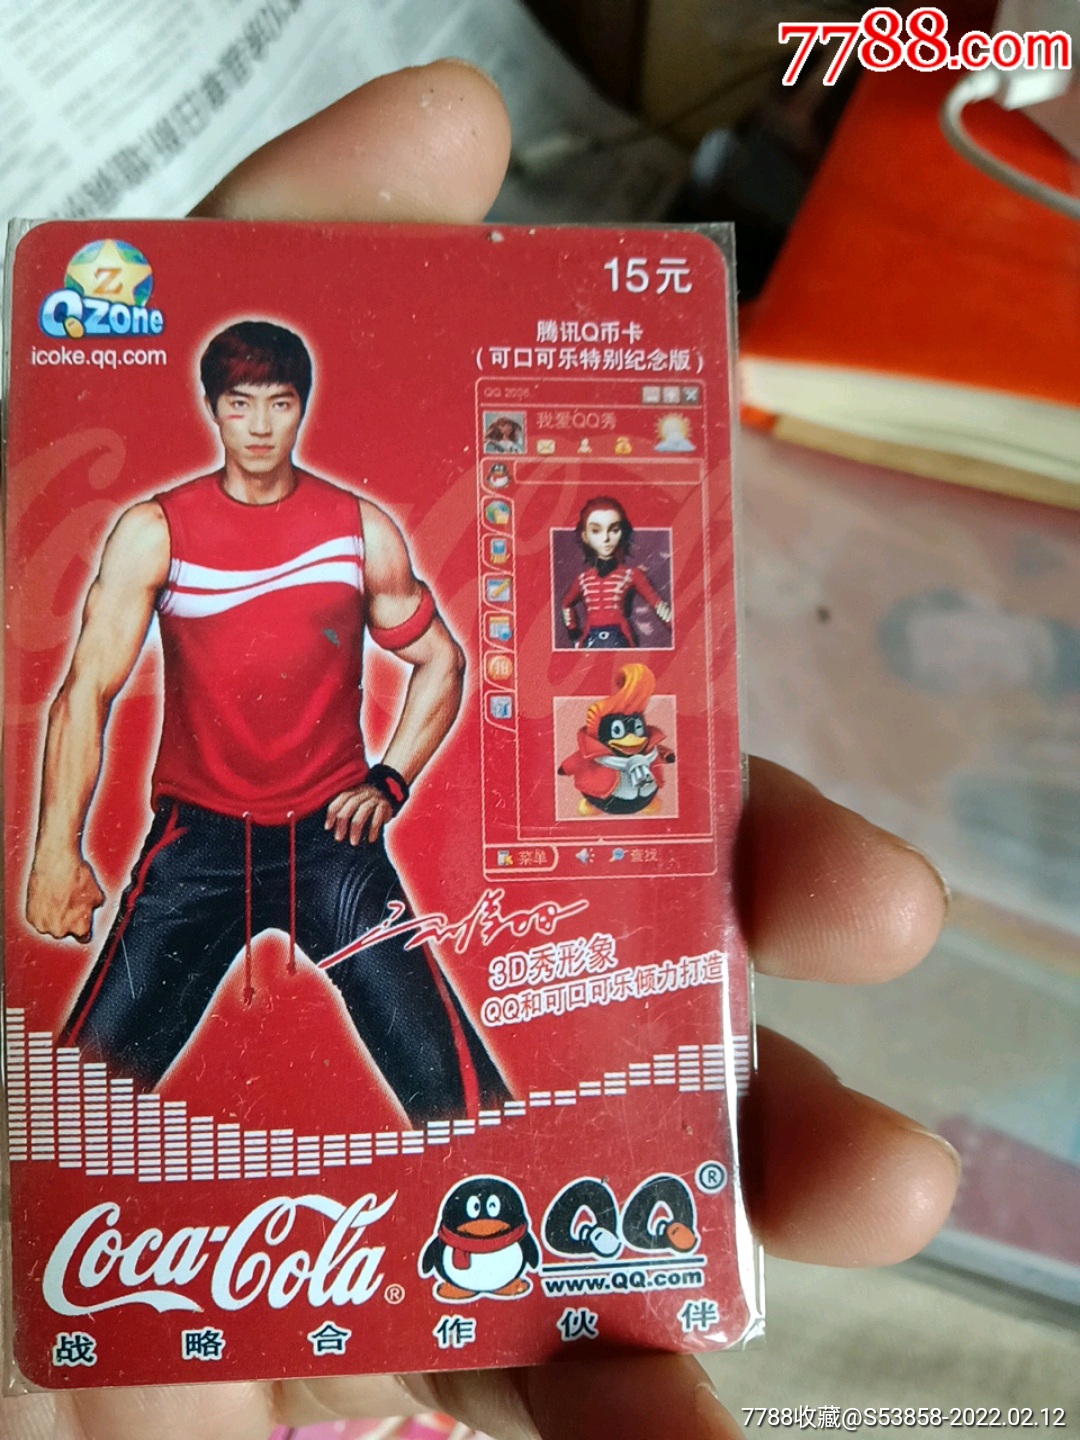 7788.com
Z
Qzone
icoke.qq.com
15元
腾讯Q币卡
(可口可乐特别纪念版)
QQ 2006
我爱QQ秀
菜单
查找
3D秀形象
QQ和可口可乐倾力打造
Coca-Cola®
QQ®
www.QQ.com
战略合作伙伴
7788收藏@S53858-2022.02.12